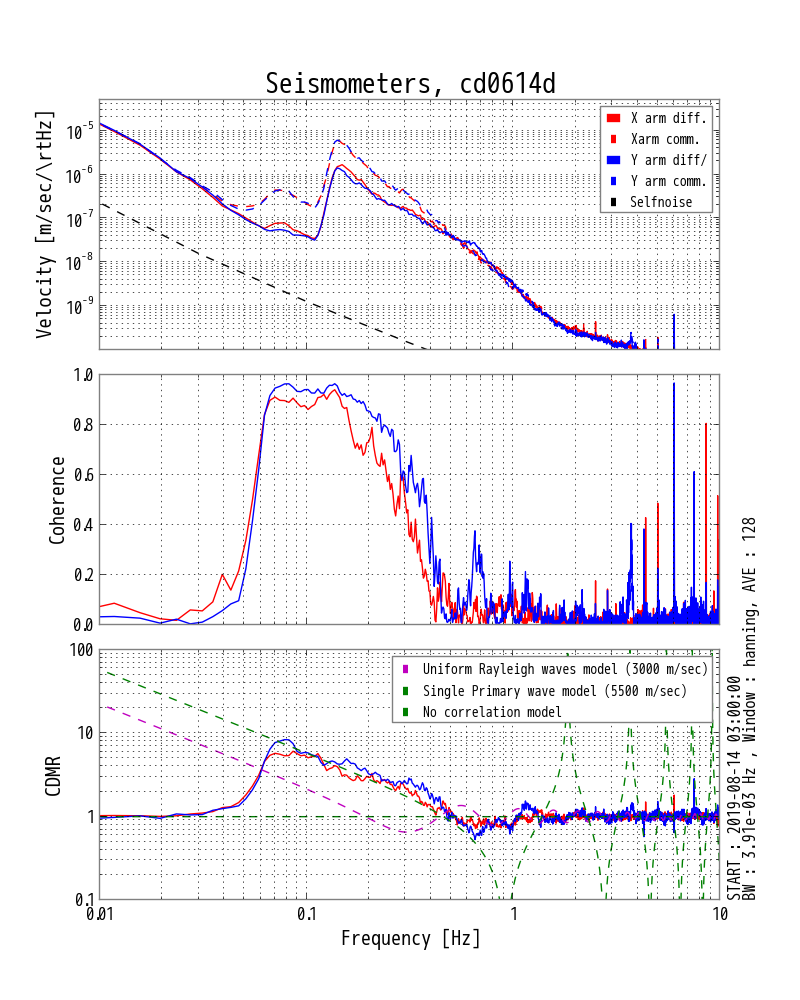 Seismometers, cd0614d
Velocity [m/sec/\rtHz]
10^-5
10^-6
10^-7
10^-8
10^-9
X arm diff.
Xarm comm.
Y arm diff/
Y arm comm.
Selfnoise
Coherence
1.0
0.8
0.6
0.4
0.2
0.0
CDMR
100
10
1
0.1
Uniform Rayleigh waves model (3000 m/sec)
Single Primary wave model (5500 m/sec)
No correlation model
0.01
0.1
1
10
Frequency [Hz]
START : 2019-08-14 03:00:00
BW : 3.91e-03 Hz , Window : hanning, AVE : 128